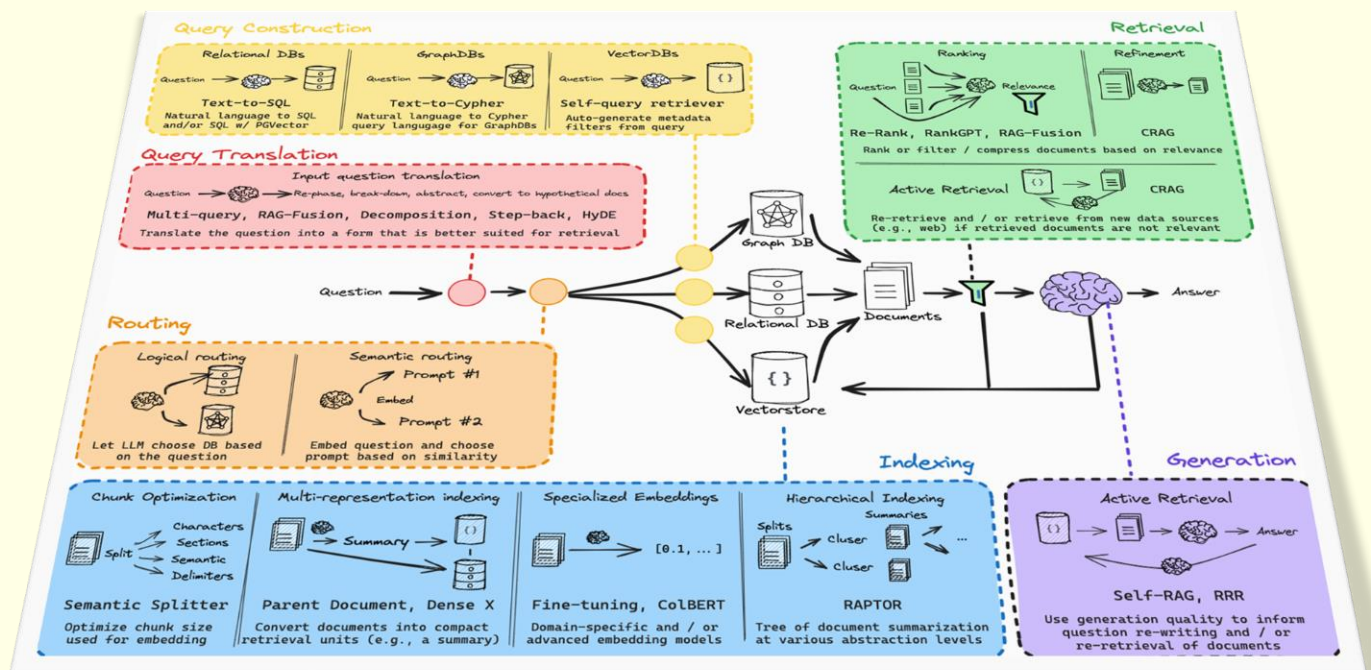 Query Construction
Relational DBs
Question
Text-to-SQL
Natural language to SQL
and/or SQL w/ PGVector
GraphDBs
Question
Text-to-Cypher
Natural language to Cypher
query langugage for GraphDBs
VectorDBs
Question
{ }
Self-query retriever
Auto-generate metadata
filters from query
Retrieval
Ranking
Question
Relevance
Re-Rank, RankGPT, RAG-Fusion
Refinement
CRAG
Rank or filter / compress documents based on relevance
Active Retrieval
{ }
CRAG
Re-retrieve and / or retrieve from new data sources
(e.g., web) if retrieved documents are not relevant
Query Translation
Input question translation
Question
Re-phase, break-down, abstract, convert to hypothetical docs
Multi-query, RAG-Fusion, Decomposition, Step-back, HyDE
Translate the question into a form that is better suited for retrieval
Question
Graph DB
Relational DB
{ }
Vectorstore
Documents
Answer
Routing
Logical routing
Let LLM choose DB based
on the question
Semantic routing
Prompt #1
Embed
Prompt #2
Embed question and choose
prompt based on similarity
Indexing
Chunk Optimization
Split
Characters
Sections
Semantic
Delimiters
Semantic Splitter
Optimize chunk size
used for embedding
Multi-representation indexing
Summary
{ }
Parent Document, Dense X
Convert documents into compact
retrieval units (e.g., a summary)
Specialized Embeddings
[0.1, ... ]
Fine-tuning, ColBERT
Domain-specific and / or
advanced embedding models
Hierarchical Indexing
Splits
Summaries
Cluser
Cluser
...
RAPTOR
Tree of document summarization
at various abstraction levels
Generation
Active Retrieval
{ }
Answer
Self-RAG, RRR
Use generation quality to inform
question re-writing and / or
re-retrieval of documents